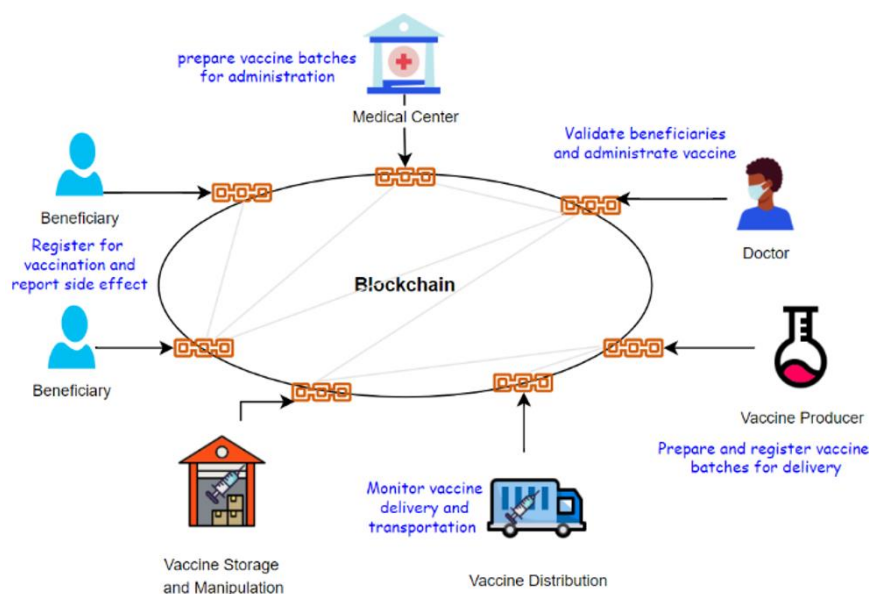 prepare vaccine batches
for administration
Medical Center
Validate beneficiaries
and administrate vaccine
Beneficiary
Doctor
Register for
vaccination and
report side effect
Blockchain
Beneficiary
Vaccine Producer
Prepare and register vaccine
batches for delivery
Monitor vaccine
delivery and
transportation
Vaccine Storage
and Manipulation
Vaccine Distribution